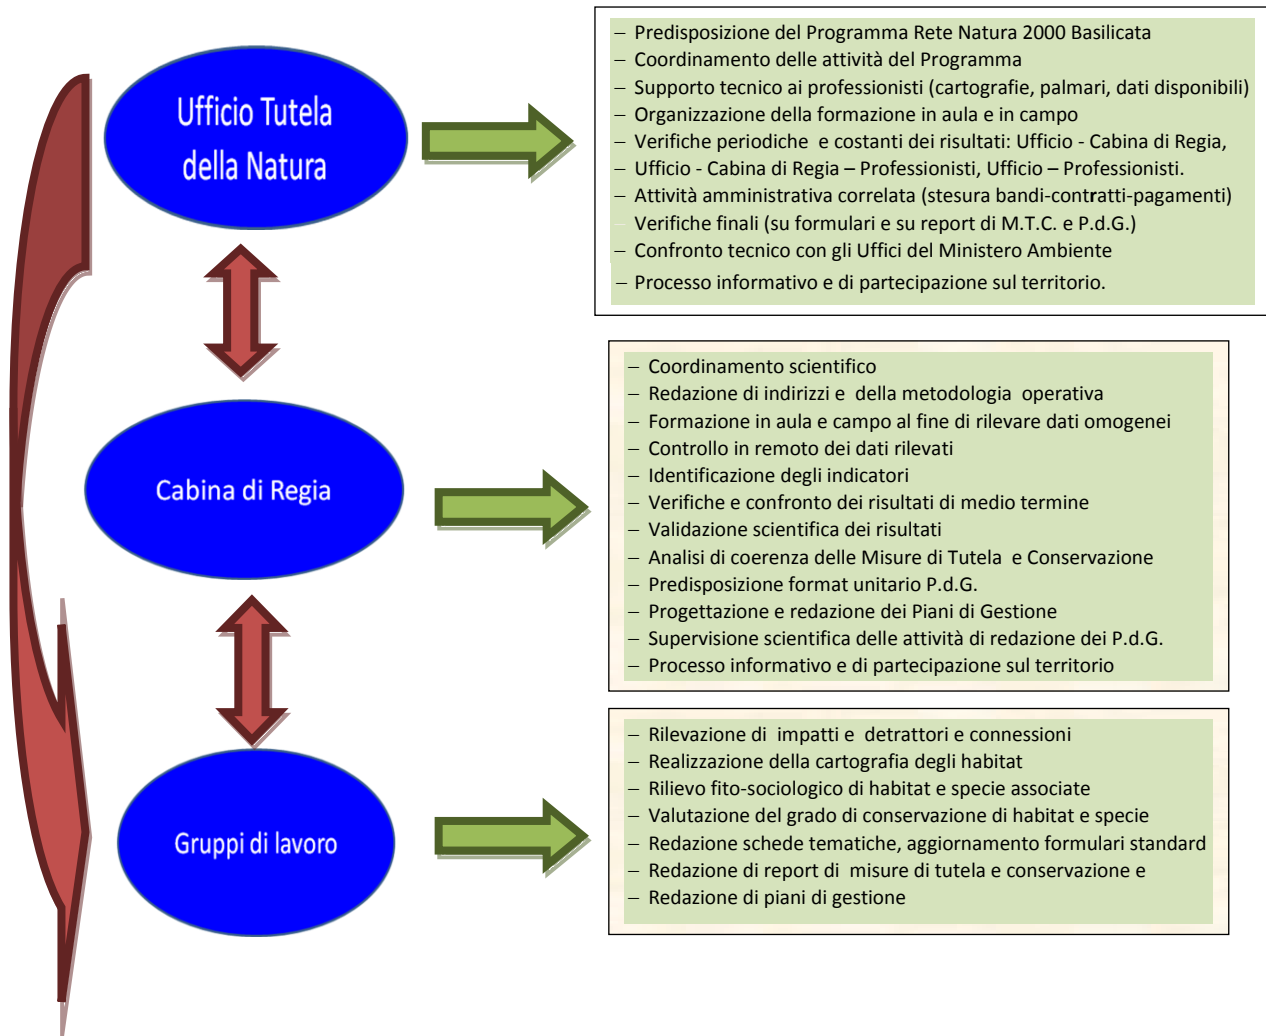 Ufficio Tutela
della Natura
– Predisposizione del Programma Rete Natura 2000 Basilicata
– Coordinamento delle attività del Programma
– Supporto tecnico ai professionisti (cartografie, palmari, dati disponibili)
– Organizzazione della formazione in aula e in campo
– Verifiche periodiche e costanti dei risultati: Ufficio - Cabina di Regia,
– Ufficio - Cabina di Regia – Professionisti, Ufficio – Professionisti.
– Attività amministrativa correlata (stesura bandi-contratti-pagamenti)
– Verifiche finali (su formulari e su report di M.T.C. e P.d.G.)
– Confronto tecnico con gli Uffici del Ministero Ambiente
– Processo informativo e di partecipazione sul territorio.
Cabina di Regia
– Coordinamento scientifico
– Redazione di indirizzi e della metodologia operativa
– Formazione in aula e campo al fine di rilevare dati omogenei
– Controllo in remoto dei dati rilevati
– Identificazione degli indicatori
– Verifiche e confronto dei risultati di medio termine
– Validazione scientifica dei risultati
– Analisi di coerenza delle Misure di Tutela e Conservazione
– Predisposizione format unitario P.d.G.
– Progettazione e redazione dei Piani di Gestione
– Supervisione scientifica delle attività di redazione dei P.d.G.
– Processo informativo e di partecipazione sul territorio
Gruppi di lavoro
– Rilevazione di impatti e detrattori e connessioni
– Realizzazione della cartografia degli habitat
– Rilievo fito-sociologico di habitat e specie associate
– Valutazione del grado di conservazione di habitat e specie
– Redazione schede tematiche, aggiornamento formulari standard
– Redazione di report di misure di tutela e conservazione e
– Redazione di piani di gestione